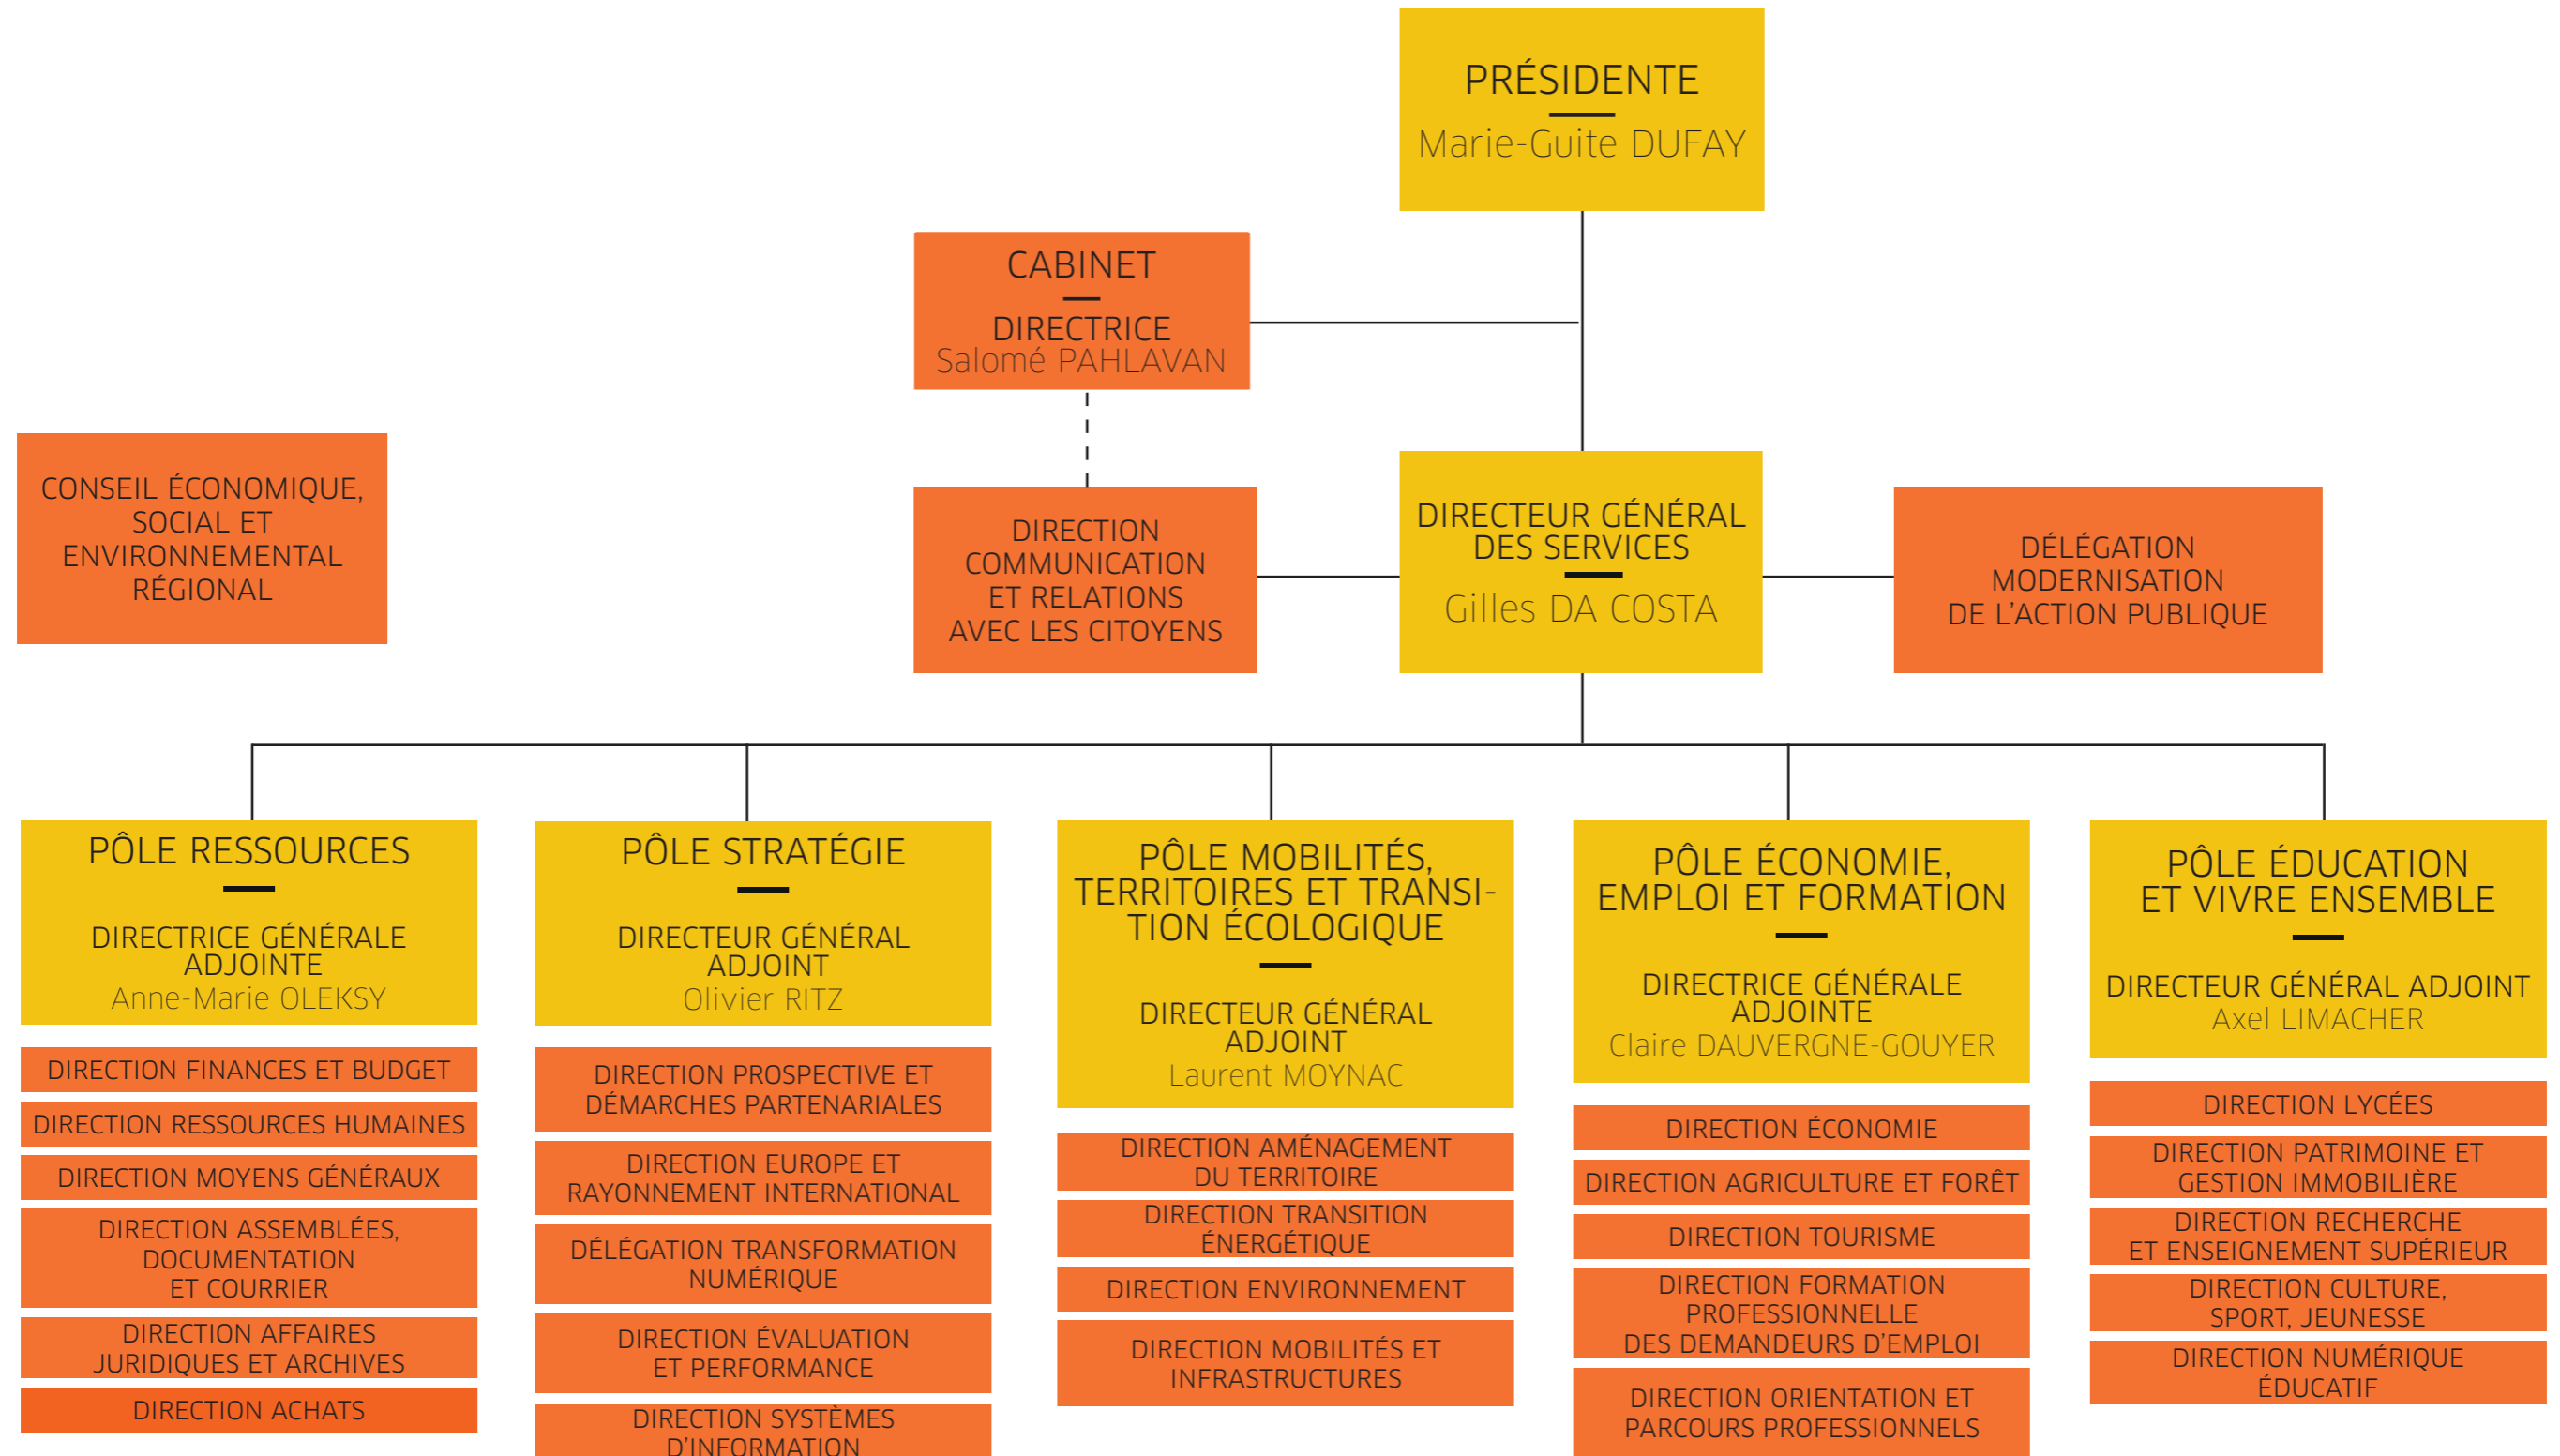 PRÉSIDENTE
Marie-Guite DUFAY
CABINET
DIRECTRICE
Salomé PAHLAVAN
CONSEIL ÉCONOMIQUE,
SOCIAL ET
ENVIRONNEMENTAL
RÉGIONAL
DIRECTION
COMMUNICATION
ET RELATIONS
AVEC LES CITOYENS
DIRECTEUR GÉNÉRAL
DES SERVICES
Gilles DA COSTA
DÉLÉGATION
MODERNISATION
DE L'ACTION PUBLIQUE
PÔLE RESSOURCES
DIRECTRICE GÉNÉRALE
ADJOINTE
Anne-Marie OLEKSY
DIRECTION FINANCES ET BUDGET
DIRECTION RESSOURCES HUMAINES
DIRECTION MOYENS GÉNÉRAUX
DIRECTION ASSEMBLÉES,
DOCUMENTATION
ET COURRIER
DIRECTION AFFAIRES
JURIDIQUES ET ARCHIVES
DIRECTION ACHATS
PÔLE STRATÉGIE
DIRECTEUR GÉNÉRAL
ADJOINT
Olivier RITZ
DIRECTION PROSPECTIVE ET
DÉMARCHES PARTENARIALES
DIRECTION EUROPE ET
RAYONNEMENT INTERNATIONAL
DÉLÉGATION TRANSFORMATION
NUMÉRIQUE
DIRECTION ÉVALUATION
ET PERFORMANCE
DIRECTION SYSTÈMES
D'INFORMATION
PÔLE MOBILITÉS,
TERRITOIRES ET TRANSI-
TION ÉCOLOGIQUE
DIRECTEUR GÉNÉRAL
ADJOINT
Laurent MOYNAC
DIRECTION AMÉNAGEMENT
DU TERRITOIRE
DIRECTION TRANSITION
ÉNERGÉTIQUE
DIRECTION ENVIRONNEMENT
DIRECTION MOBILITÉS ET
INFRASTRUCTURES
PÔLE ÉCONOMIE,
EMPLOI ET FORMATION
DIRECTRICE GÉNÉRALE
ADJOINTE
Claire DAUVERGNE-GOUYER
DIRECTION ÉCONOMIE
DIRECTION AGRICULTURE ET FORÊT
DIRECTION TOURISME
DIRECTION FORMATION
PROFESSIONNELLE
DES DEMANDEURS D'EMPLOI
DIRECTION ORIENTATION ET
PARCOURS PROFESSIONNELS
PÔLE ÉDUCATION
ET VIVRE ENSEMBLE
DIRECTEUR GÉNÉRAL ADJOINT
Axel LIMACHER
DIRECTION LYCÉES
DIRECTION PATRIMOINE ET
GESTION IMMOBILIÈRE
DIRECTION RECHERCHE
ET ENSEIGNEMENT SUPÉRIEUR
DIRECTION CULTURE,
SPORT, JEUNESSE
DIRECTION NUMÉRIQUE
ÉDUCATIF